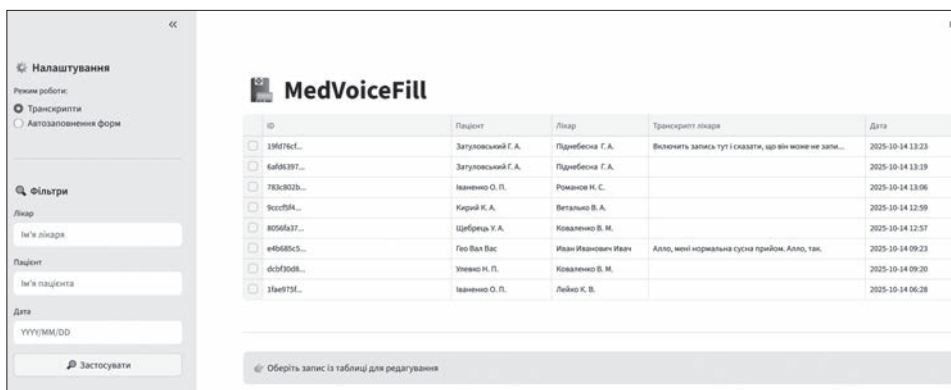 «
Налаштування
Режим роботи:
Транскрипти
Автозаповнення форм
Фільтри
Лікар
Ім'я лікаря
Пацієнт
Ім'я пацієнта
Дата
YYYY/MM/DD
Застосувати
MedVoiceFill
ID Пацієнт Лікар Транскрипт лікаря Дата
19fd76cf... Затуловський Г. А. Піднебесна Г. А. Включить запись тут і сказати, що він може не запи... 2025-10-14 13:23
6afd6397... Затуловський Г. А. Піднебесна Г. А. 2025-10-14 13:19
783c802b... Іваненко О. П. Романов Н. С. 2025-10-14 13:06
9cccf5f4... Кирий К. А. Веталько В. А. 2025-10-14 12:59
8056fa37... Щебрець У. А. Коваленко В. М. 2025-10-14 12:57
e4b685c5... Гео Вал Вас Иван Иванович Ивач Алло, мені нормальна сусна прийом. Алло, так. 2025-10-14 09:23
dcbf30d8... Улевко Н. П. Коваленко В. М. 2025-10-14 09:20
1fae975f... Іваненко О. П. Лейко К. В. 2025-10-14 06:28
Оберіть запис із таблиці для редагування